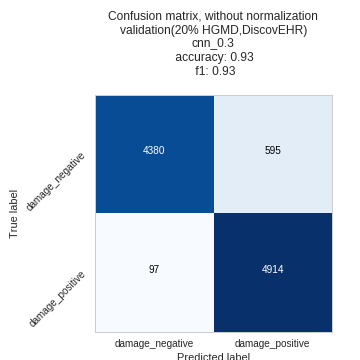 Confusion matrix, without normalization
validation(20% HGMD,DiscovEHR)
cnn_0.3
accuracy: 0.93
f1: 0.93
True label
damage_negative
4380
595
damage_positive
97
4914
damage_negative
damage_positive
Predicted label